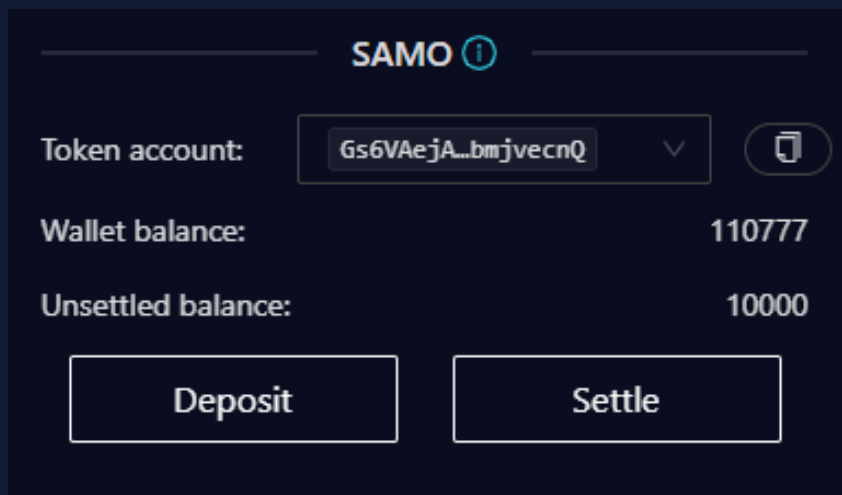 SAMO
Token account: Gs6VAejA…bmjvecnQ
Wallet balance: 110777
Unsettled balance: 10000
Deposit Settle